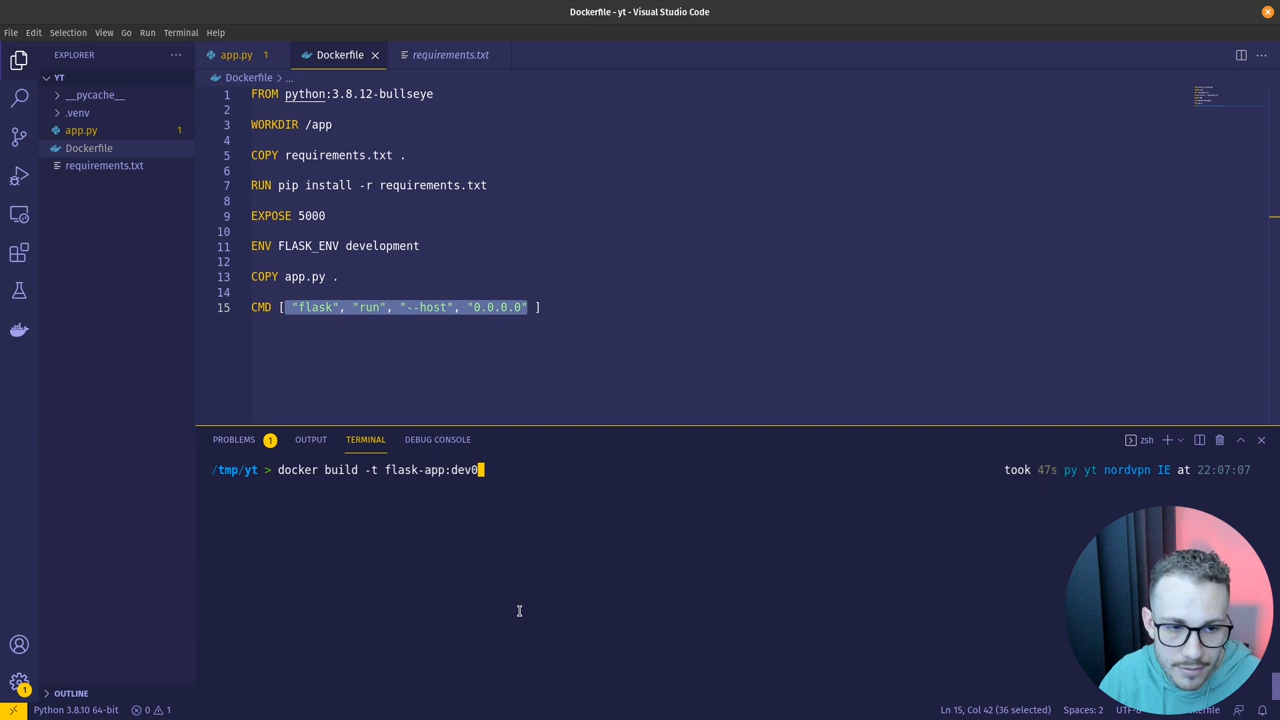 Dockerfile - yt - Visual Studio Code
File Edit Selection View Go Run Terminal Help
EXPLORER
YT
__pycache__
.venv
app.py 1
Dockerfile
requirements.txt
OUTLINE
app.py 1 Dockerfile requirements.txt
Dockerfile > ...
1 FROM python:3.8.12-bullseye
2
3 WORKDIR /app
4
5 COPY requirements.txt .
6
7 RUN pip install -r requirements.txt
8
9 EXPOSE 5000
10
11 ENV FLASK_ENV development
12
13 COPY app.py .
14
15 CMD [ "flask", "run", "--host", "0.0.0.0" ]
PROBLEMS 1 OUTPUT TERMINAL DEBUG CONSOLE zsh
/tmp/yt > docker build -t flask-app:dev0 took 47s py yt nordvpn IE at 22:07:07
1
Python 3.8.10 64-bit 0 1 Ln 15, Col 42 (36 selected) Spaces: 2